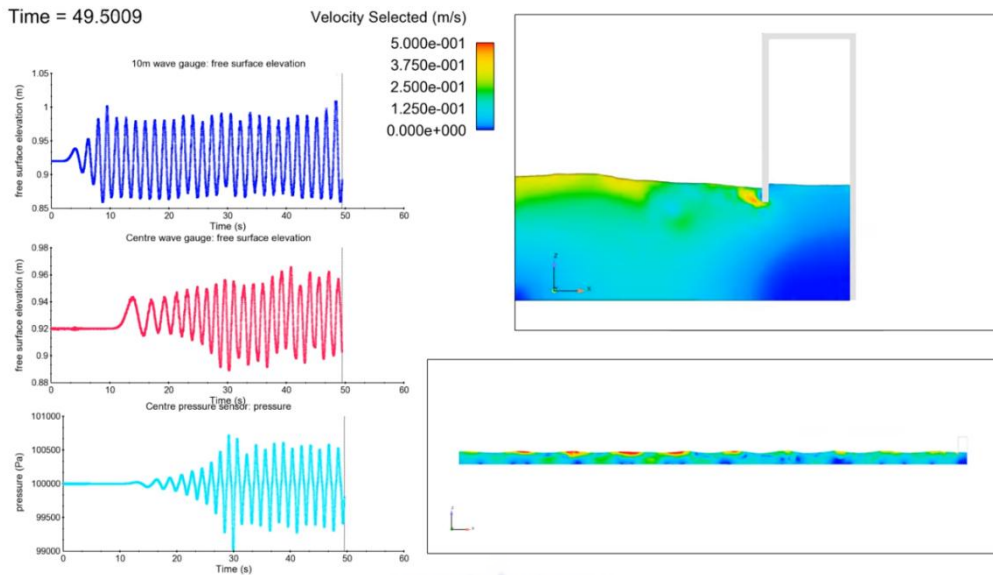 Time = 49.5009
Velocity Selected (m/s)
5.000e-001
3.750e-001
2.500e-001
1.250e-001
0.000e+000
10m wave gauge: free surface elevation
free surface elevation (m)
1.05
1
0.95
0.9
0.85
0 10 20 30 40 50 60
Time (s)
Centre wave gauge: free surface elevation
free surface elevation (m)
0.98
0.96
0.94
0.92
0.9
0.88
0 10 20 30 40 50 60
Time (s)
Centre pressure sensor: pressure
pressure (Pa)
101000
100500
100000
99500
99000
0 10 20 30 40 50 60
Time (s)